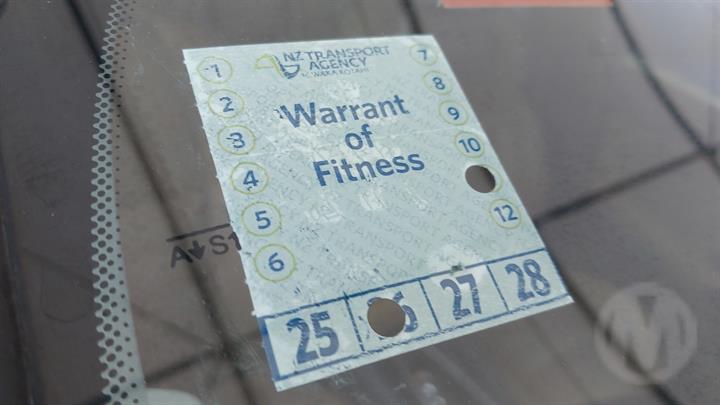 NZ TRANSPORT
AGENCY
WAKA KOTAHI
1
2
3
4
5
6
7
8
9
10
12
Warrant
of
Fitness
25
27
28
A↓S1
M